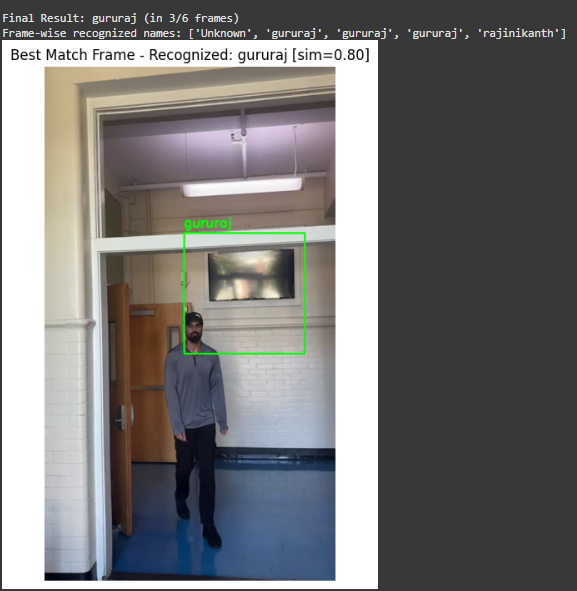 Final Result: gururaj (in 3/6 frames)
Frame-wise recognized names: ['Unknown', 'gururaj', 'gururaj', 'gururaj', 'rajinikanth']
Best Match Frame - Recognized: gururaj [sim=0.80]
gururaj